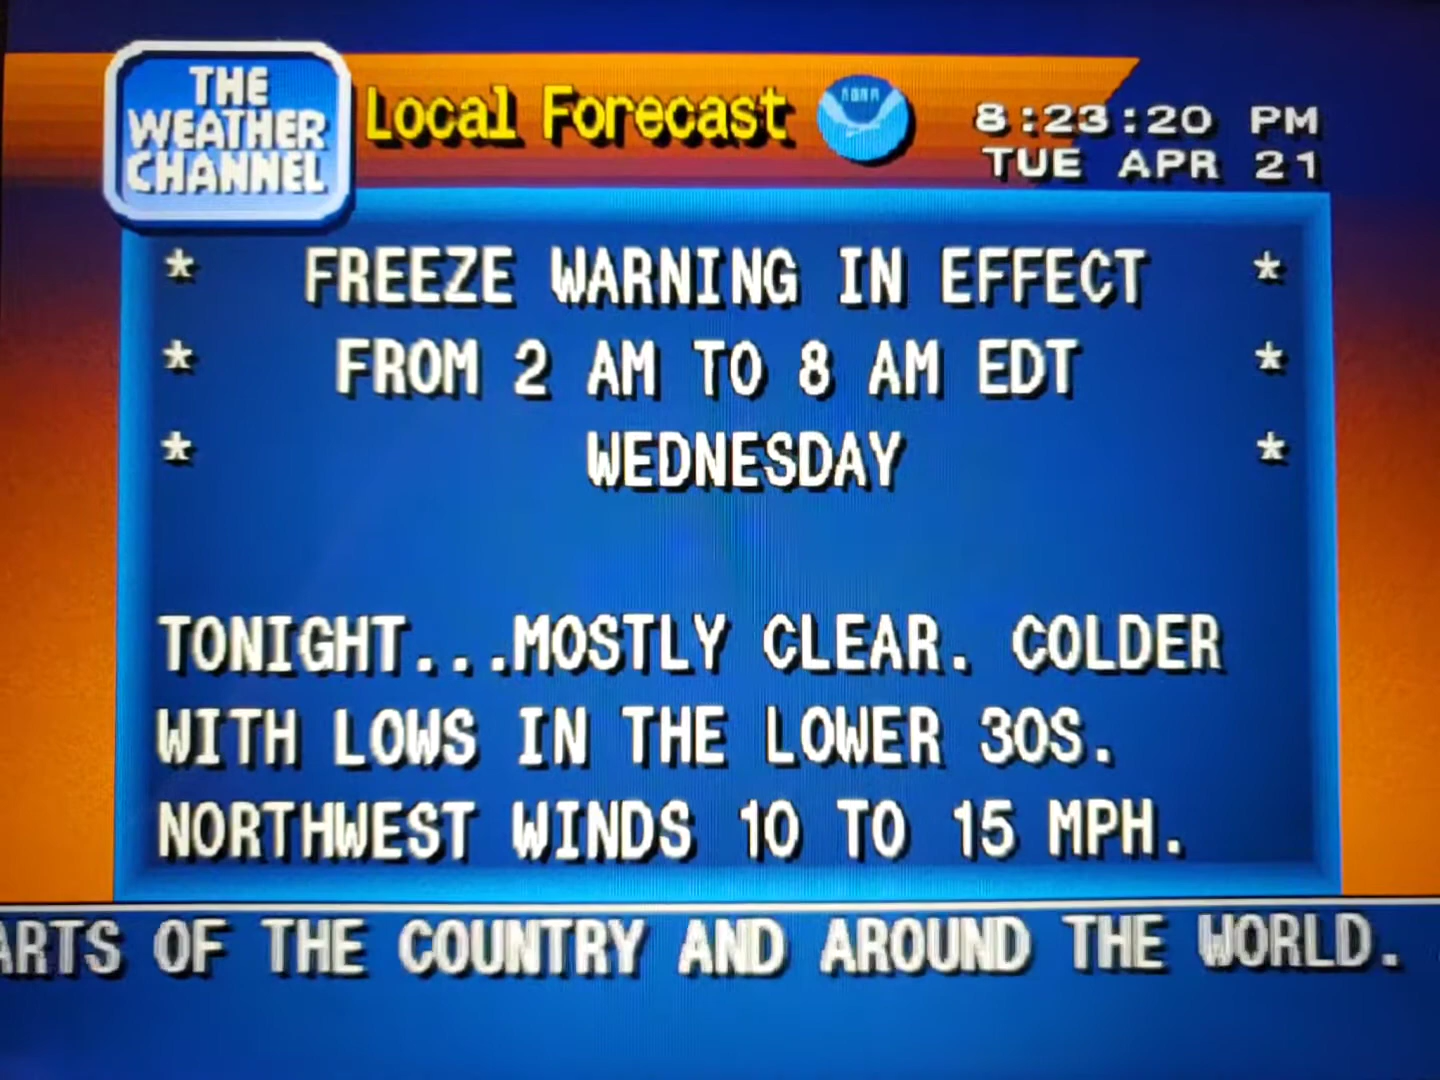 THE
WEATHER
CHANNEL
Local Forecast
NOAA
8:23:20 PM
TUE APR 21
* FREEZE WARNING IN EFFECT *
* FROM 2 AM TO 8 AM EDT *
* WEDNESDAY *
TONIGHT...MOSTLY CLEAR. COLDER
WITH LOWS IN THE LOWER 30S.
NORTHWEST WINDS 10 TO 15 MPH.
ARTS OF THE COUNTRY AND AROUND THE WORLD.